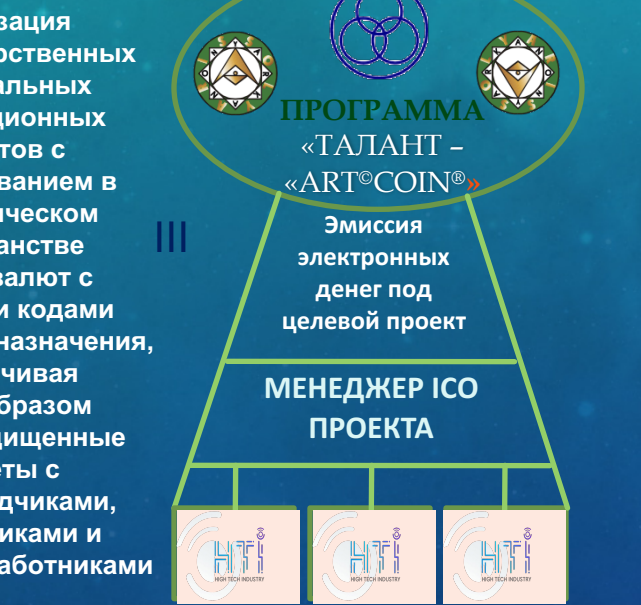 зация
рственных
альных
ционных
тов с
ванием в
ическом
анстве
валют с
и кодами
назначения,
чивая
бразом
щищенные
еты с
дчиками,
иками и
аботниками
III
ПРОГРАММА
«ТАЛАНТ –
«ART©COIN®»
Эмиссия
электронных
денег под
целевой проект
МЕНЕДЖЕР ICO
ПРОЕКТА
HTI
HIGH TECH INDUSTRY
HTI
HIGH TECH INDUSTRY
HTI
HIGH TECH INDUSTRY